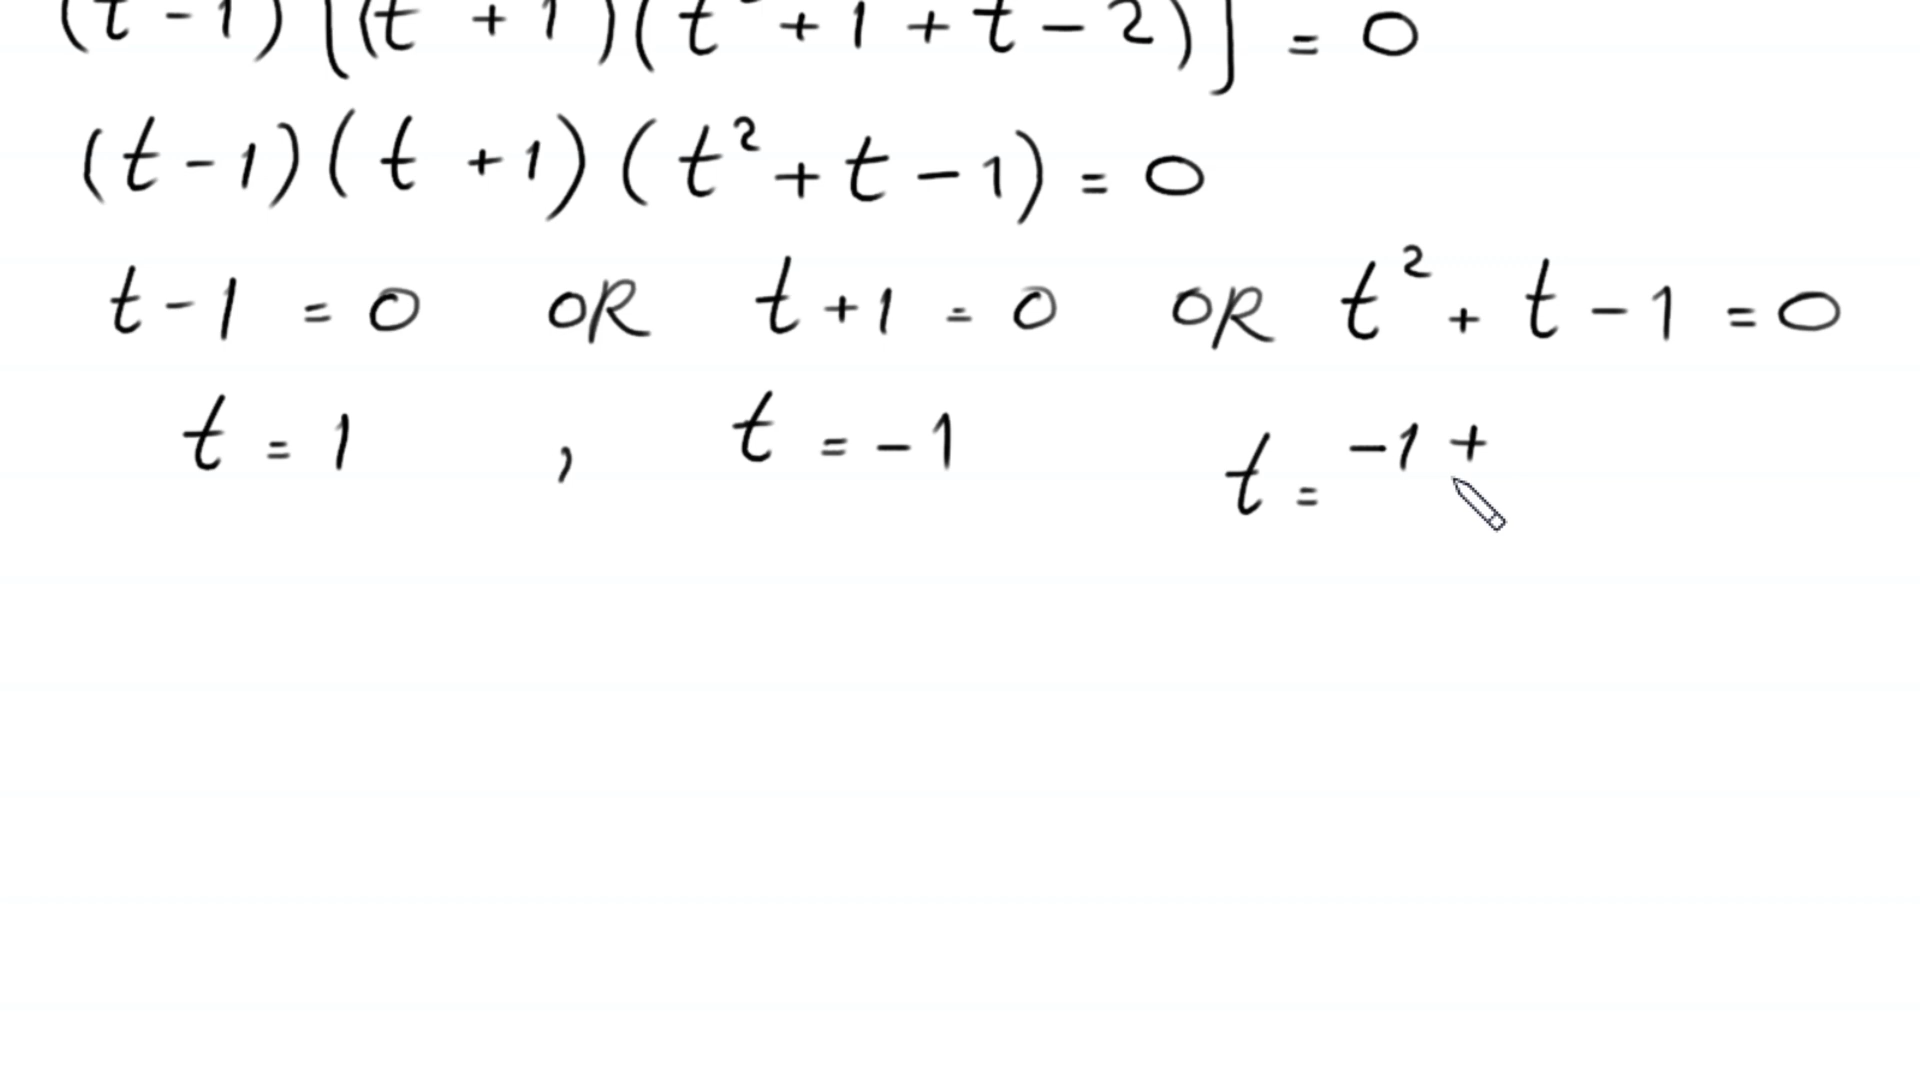 (t - 1) [(t + 1)(t² + 1 + t - 2)] = 0
(t - 1)(t + 1)(t² + t - 1) = 0
t - 1 = 0 OR t + 1 = 0 OR t² + t - 1 = 0
t = 1 , t = - 1 t = -1 +